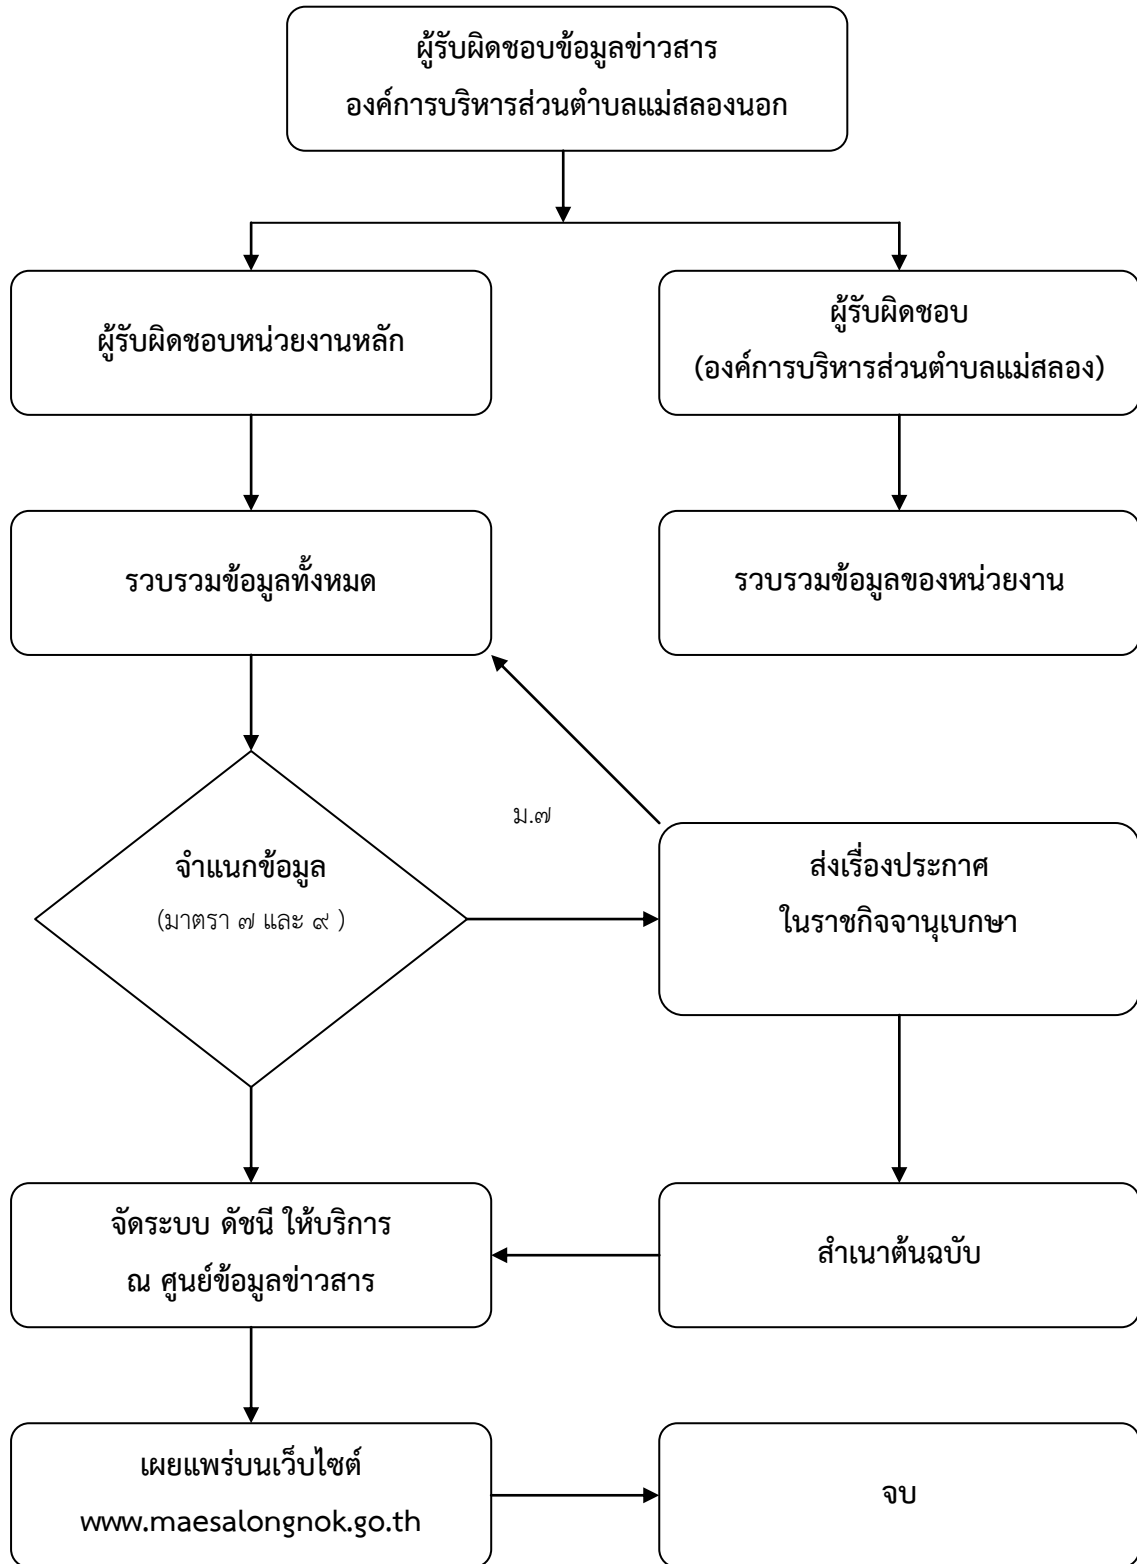 ผู้รับผิดชอบข้อมูลข่าวสาร
องค์การบริหารส่วนตำบลแม่สลองนอก
ผู้รับผิดชอบหน่วยงานหลัก
ผู้รับผิดชอบ
(องค์การบริหารส่วนตำบลแม่สลอง)
รวบรวมข้อมูลทั้งหมด
รวบรวมข้อมูลของหน่วยงาน
ม.๗
จำแนกข้อมูล
(มาตรา ๗ และ ๙ )
ส่งเรื่องประกาศ
ในราชกิจจานุเบกษา
จัดระบบ ดัชนี ให้บริการ
ณ ศูนย์ข้อมูลข่าวสาร
สำเนาต้นฉบับ
เผยแพร่บนเว็บไซต์
www.maesalongnok.go.th
จบ